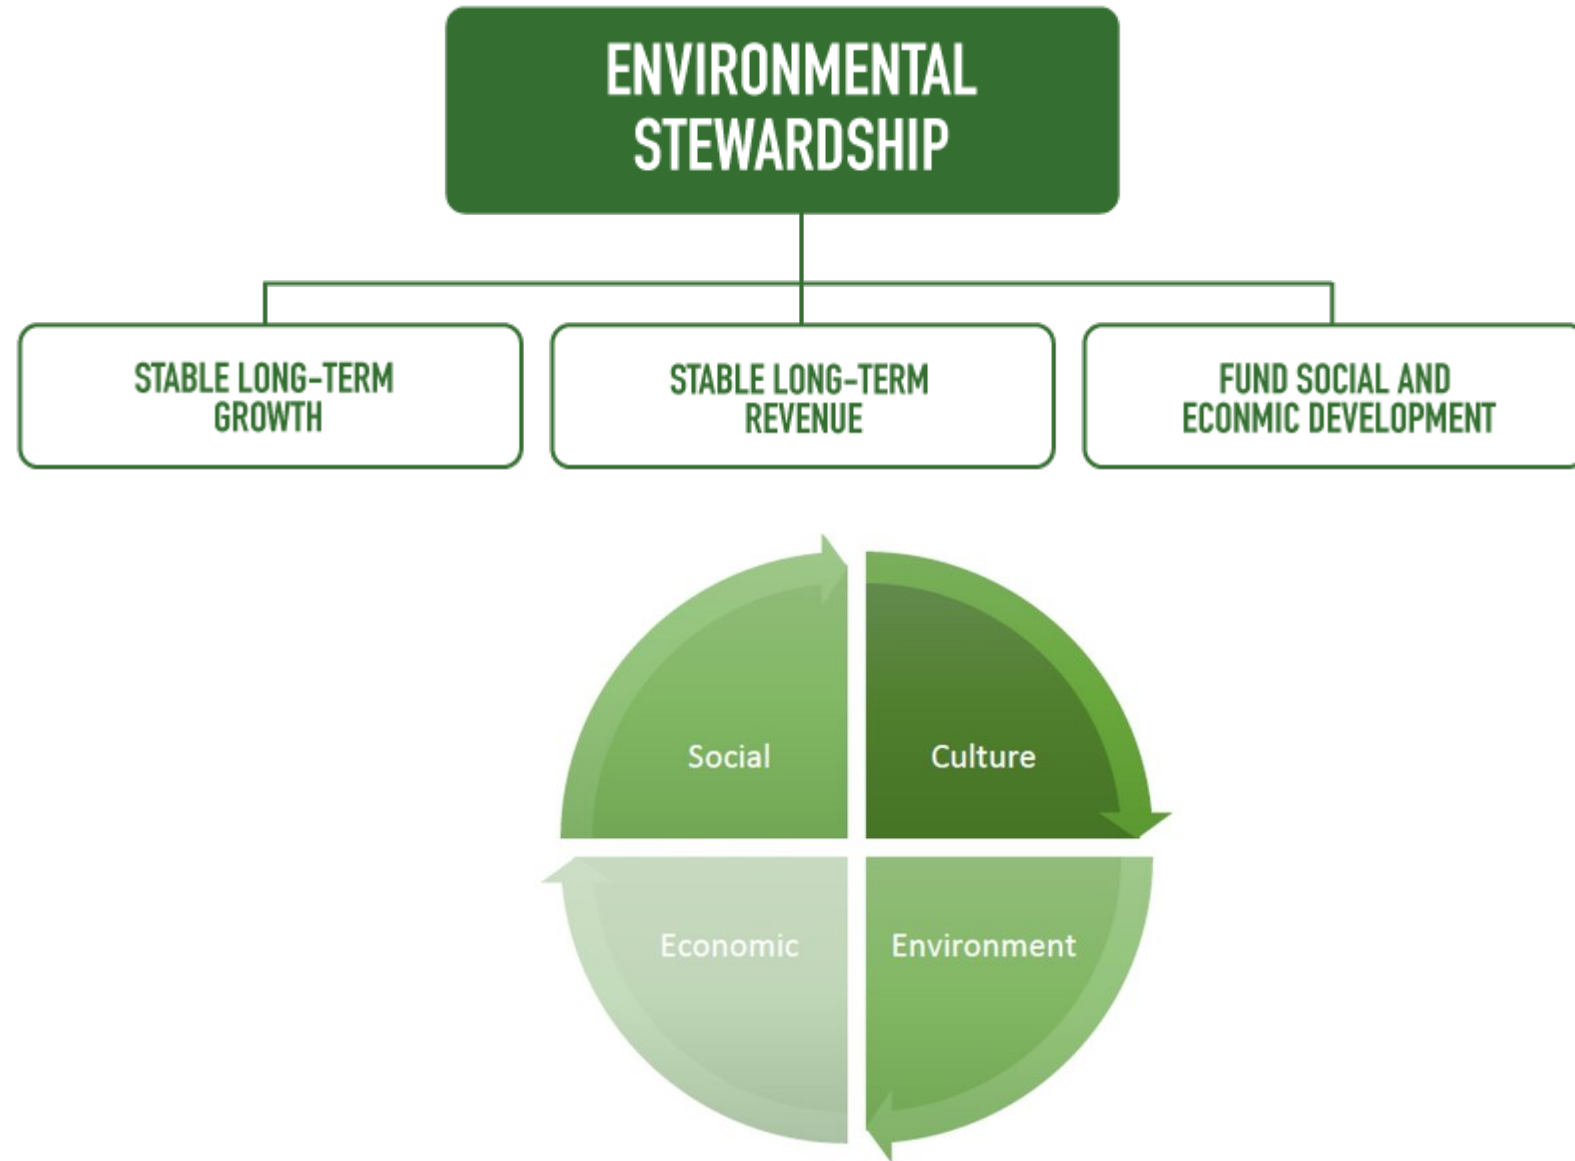 ENVIRONMENTAL
STEWARDSHIP
STABLE LONG-TERM
GROWTH
STABLE LONG-TERM
REVENUE
FUND SOCIAL AND
ECONMIC DEVELOPMENT
Social
Culture
Economic
Environment